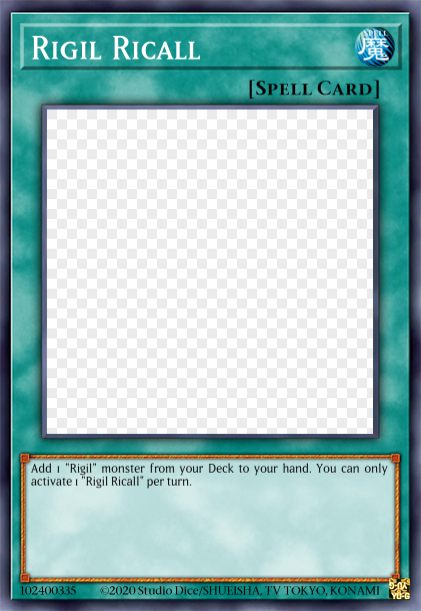 Rigil Ricall
SPELL
魔
[Spell Card]
Add 1 "Rigil" monster from your Deck to your hand. You can only
activate 1 "Rigil Ricall" per turn.
102400335 ©2020 Studio Dice/SHUEISHA, TV TOKYO, KONAMI